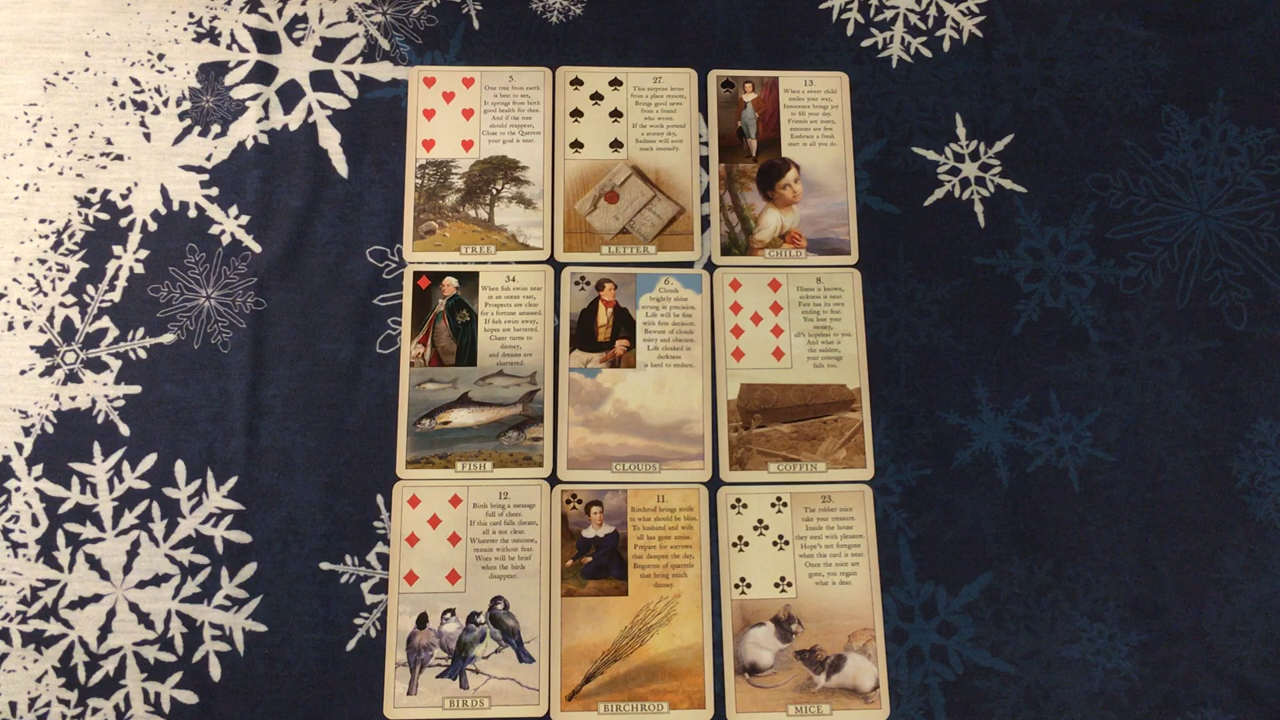 5.
One tree from earth
is best to see,
It springs from birth
good health for thee.
And if the tree
should reappear,
Close to the Querent
your goal is near.
TREE
27.
This surprise letter
from a place remote,
Brings good news
from a friend
who wrote.
If the words portend
a stormy sky,
Sadness will soon
much intensify.
LETTER
13.
When a sweet child
smiles your way,
Innocence brings joy
to fill your day.
Friends are many,
enemies are few.
Embrace a fresh
start in all you do.
CHILD
34.
When fish swim near
in an ocean vast,
Prospects are clear
for a fortune amassed.
If fish swim away,
hopes are bartered.
Cheer turns to
dismay,
and dreams are
shattered.
FISH
6.
Clouds
brightly shine
strung in precision.
Life will be fine
with firm decision.
Beware of clouds
misty and obscure.
Life cloaked in
darkness
is hard to endure.
CLOUDS
8.
Illness is known,
sickness is near.
Fate has its own
ending to fear.
You lose your
money,
all's hopeless to you.
And what is
the saddest,
your courage
fails too.
COFFIN
12.
Birds bring a message
full of cheer.
If this card falls distant,
all is not clear.
Whatever the outcome,
remain without fear.
Woes will be brief
when the birds
disappear.
BIRDS
11.
Birchrod brings strife
to what should be bliss.
To husband and wife
all has gone amiss.
Prepare for sorrows
that dampen the day,
Begotten of quarrels
that bring much
dismay.
BIRCHROD
23.
The robber mice
take your treasure.
Inside the house
they steal with pleasure.
Hope's not foregone
when this card is near.
Once the mice are
gone, you regain
what is dear.
MICE